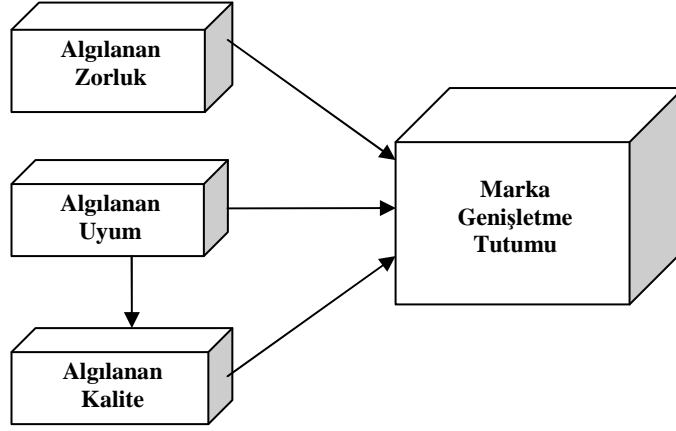 Algılanan
Zorluk
Algılanan
Uyum
Algılanan
Kalite
Marka
Genişletme
Tutumu